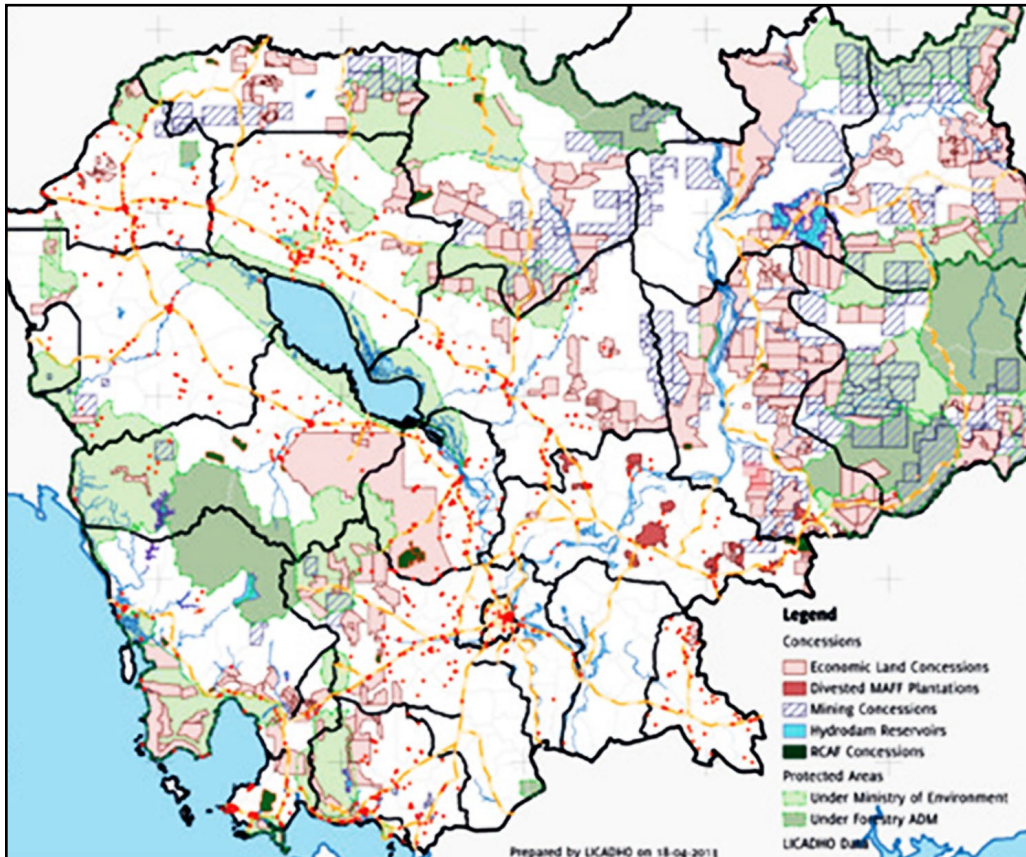 Legend
Concessions
Economic Land Concessions
Divested MAFF Plantations
Mining Concessions
Hydrodam Reservoirs
RCAF Concessions
Protected Areas
Under Ministry of Environment
Under Forestry ADM
LICADHO Data
Prepared by LICADHO on 18-04-2013